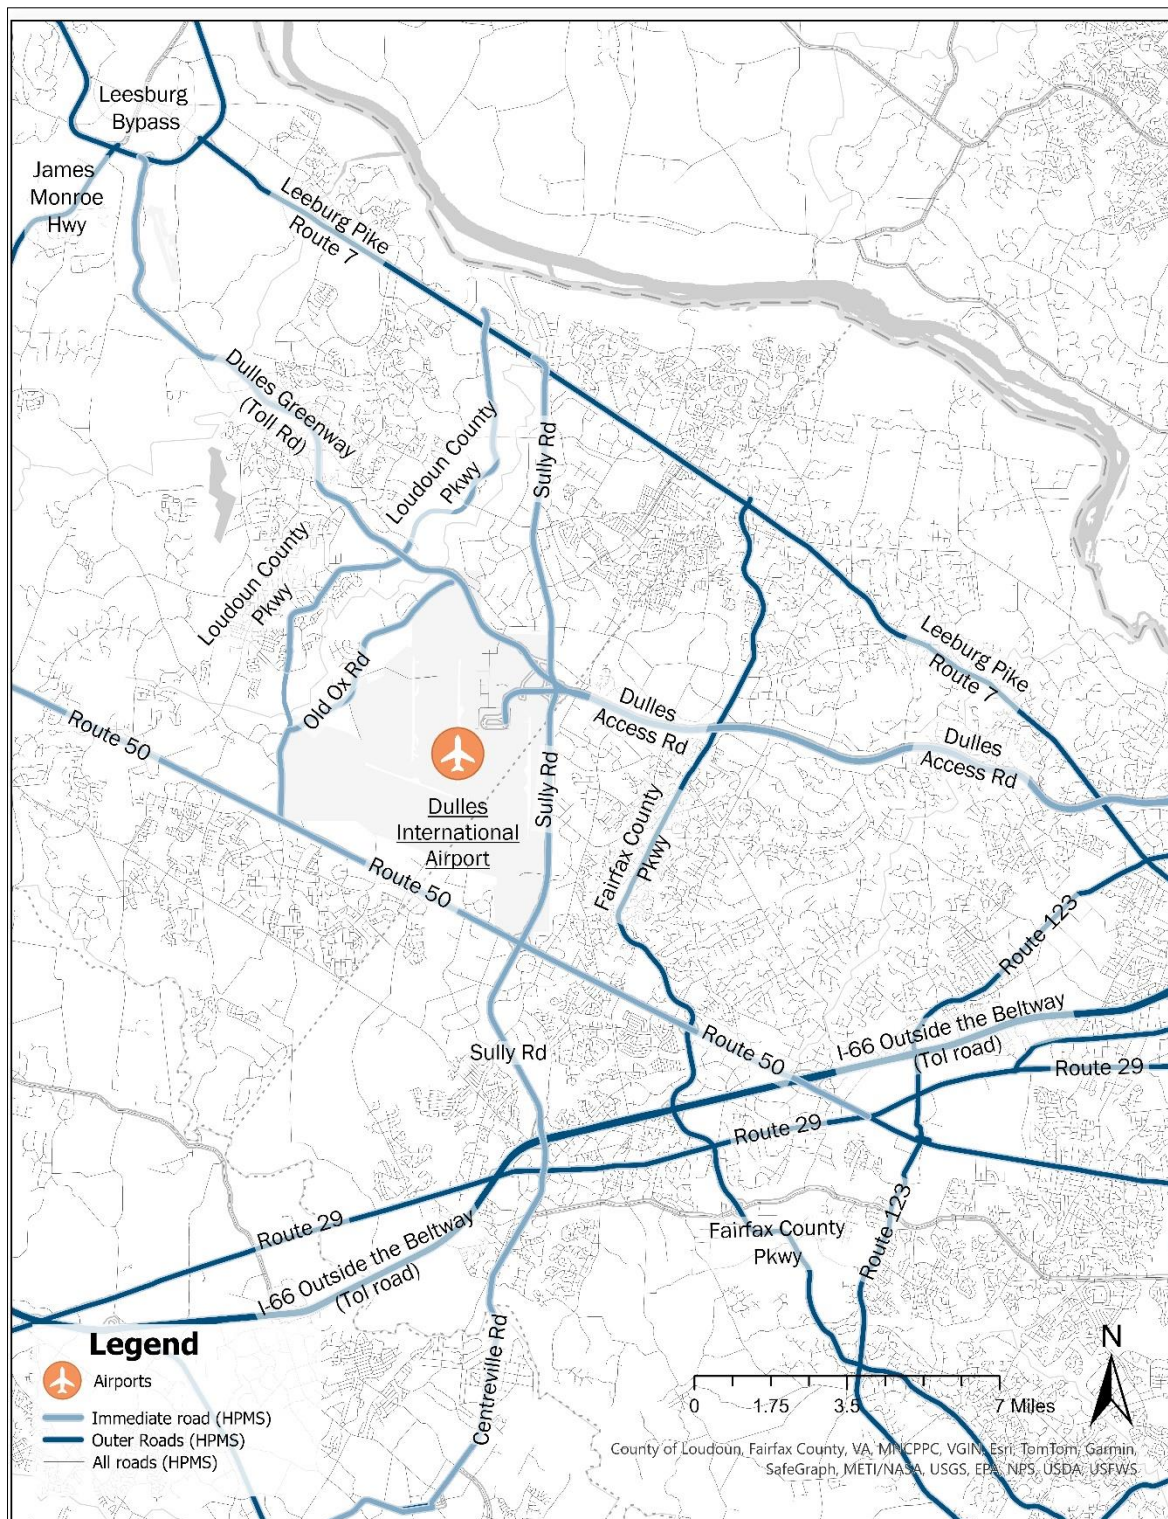 Leesburg
Bypass
James
Monroe
Hwy
Leeburg Pike
Route 7
Dulles Greenway
(Toll Rd)
Loudoun County
Pkwy
Sully Rd
Loudoun County
Pkwy
Old Ox Rd
Leeburg Pike
Route 7
Route 50
Dulles
Access Rd
Dulles
Access Rd
Sully Rd
Dulles
International
Airport
Fairfax County
Pkwy
Route 50
Route 123
I-66 Outside the Beltway
(Tol road)
Sully Rd
Route 50
Route 29
Route 29
Route 123
Route 29
Fairfax County
Pkwy
I-66 Outside the Beltway
(Tol road)
Centreville Rd
Legend
Airports
Immediate road (HPMS)
Outer Roads (HPMS)
All roads (HPMS)
N
0 1.75 3.5 7 Miles
County of Loudoun, Fairfax County, VA, MNCPPC, VGIN, Esri, TomTom, Garmin,
SafeGraph, METI/NASA, USGS, EPA, NPS, USDA, USFWS